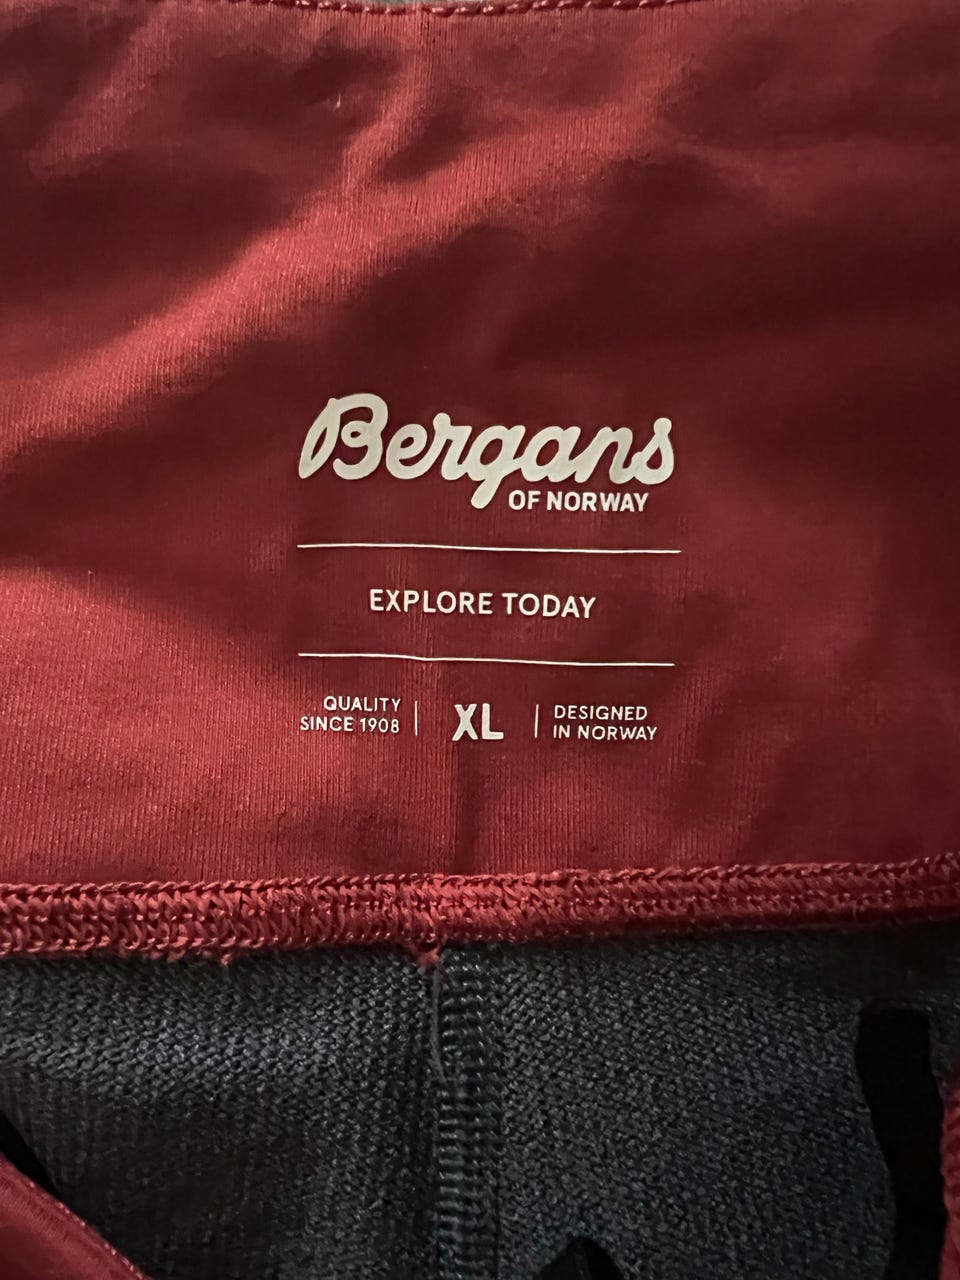 Bergans
OF NORWAY
EXPLORE TODAY
QUALITY
SINCE 1908
XL
DESIGNED
IN NORWAY